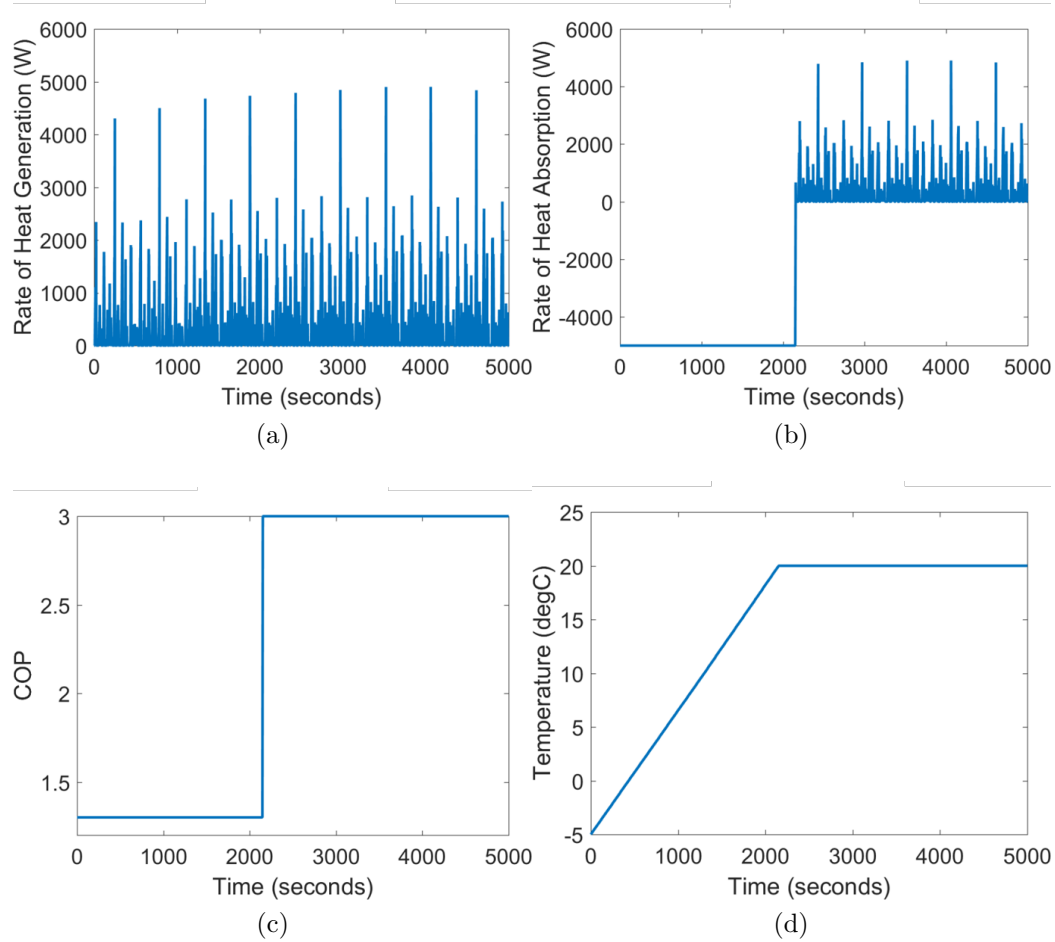 6000
5000
4000
3000
2000
1000
0
Rate of Heat Generation (W)
0 1000 2000 3000 4000 5000
Time (seconds)
(a)
6000
4000
2000
0
-2000
-4000
Rate of Heat Absorption (W)
0 1000 2000 3000 4000 5000
Time (seconds)
(b)
3
2.5
2
1.5
COP
0 1000 2000 3000 4000 5000
Time (seconds)
(c)
25
20
15
10
5
0
-5
Temperature (degC)
0 1000 2000 3000 4000 5000
Time (seconds)
(d)